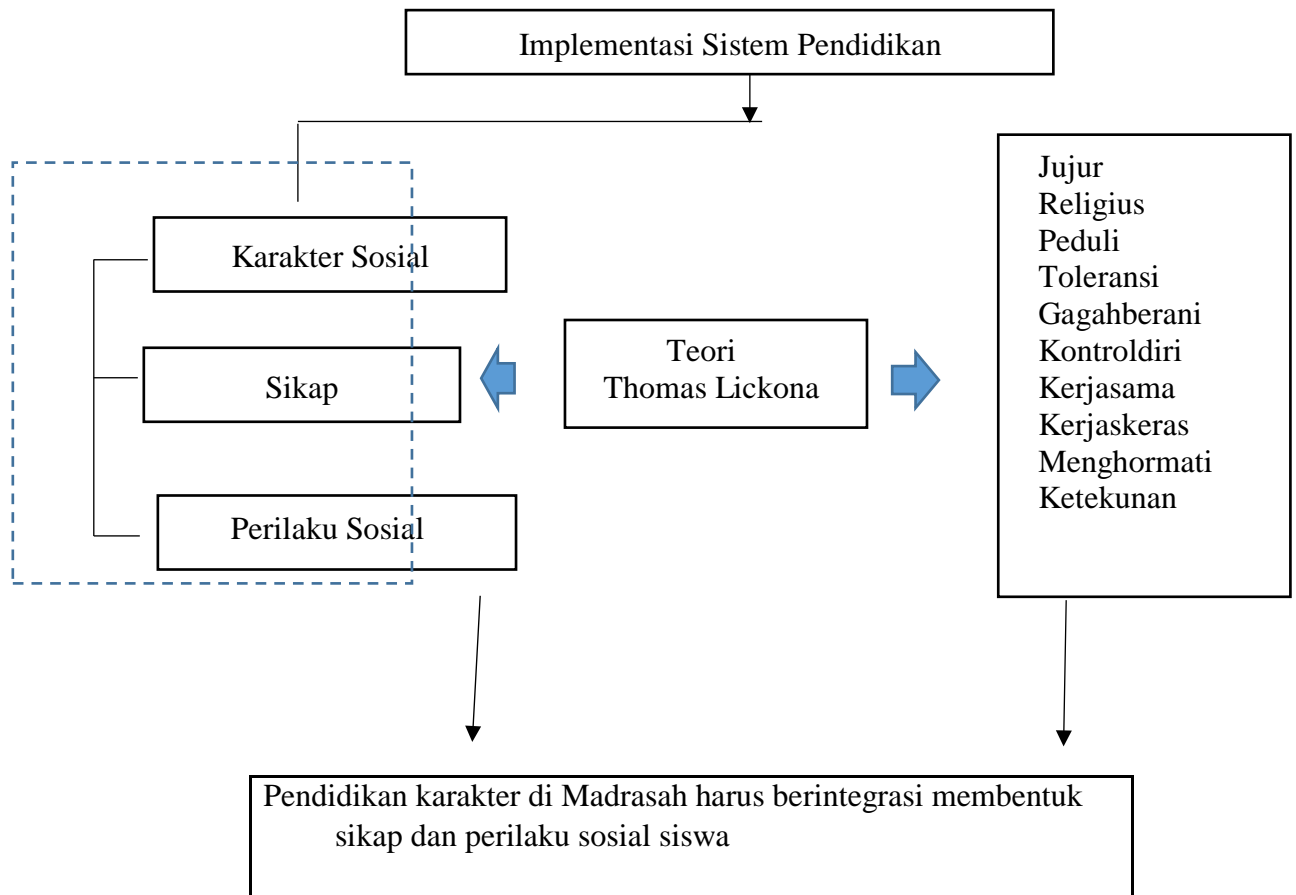 Implementasi Sistem Pendidikan
Karakter Sosial
Sikap
Perilaku Sosial
Teori
Thomas Lickona
Jujur
Religius
Peduli
Toleransi
Gagahberani
Kontroldiri
Kerjasama
Kerjaskeras
Menghormati
Ketekunan
Pendidikan karakter di Madrasah harus berintegrasi membentuk
sikap dan perilaku sosial siswa